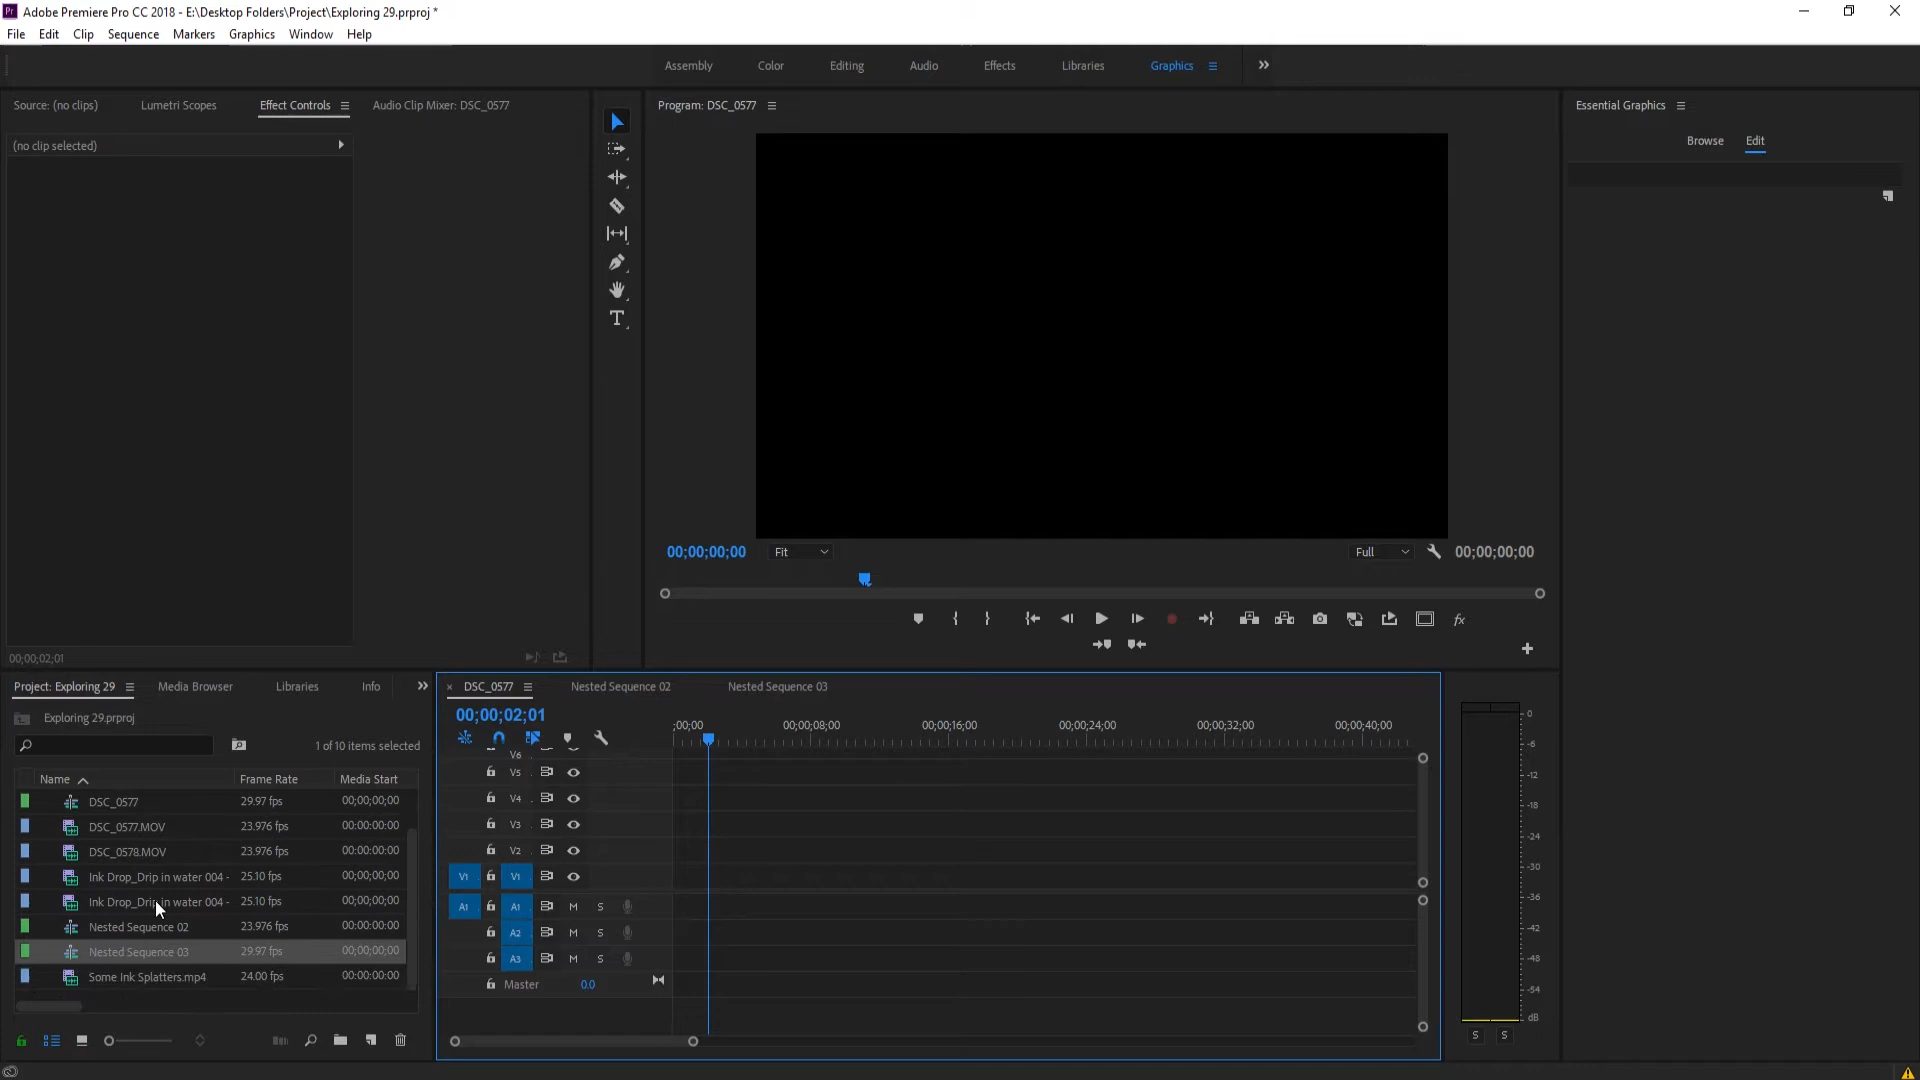 Adobe Premiere Pro CC 2018 - E:\Desktop Folders\Project\Exploring 29.prproj *
File Edit Clip Sequence Markers Graphics Window Help
Assembly Color Editing Audio Effects Libraries Graphics
Source: (no clips) Lumetri Scopes Effect Controls Audio Clip Mixer: DSC_0577
Program: DSC_0577
Essential Graphics
Browse Edit
(no clip selected)
00;00;00;00 Fit Full 00;00;00;00
00;00;02;01
Project: Exploring 29 Media Browser Libraries Info
Exploring 29.prproj
1 of 10 items selected
Name Frame Rate Media Start
DSC_0577 29.97 fps 00;00;00;00
DSC_0577.MOV 23.976 fps 00:00:00:00
DSC_0578.MOV 23.976 fps 00:00:00:00
Ink Drop_Drip in water 004 - 25.10 fps 00;00;00;00
Ink Drop_Drip in water 004 - 25.10 fps 00;00;00;00
Nested Sequence 02 23.976 fps 00:00:00:00
Nested Sequence 03 29.97 fps 00;00;00;00
Some Ink Splatters.mp4 24.00 fps 00:00:00:00
DSC_0577 Nested Sequence 02 Nested Sequence 03
00;00;02;01
;00;00 00;00;08;00 00;00;16;00 00;00;24;00 00;00;32;00 00;00;40;00
V6
V5
V4
V3
V2
V1 V1
A1 A1 M S
A2 M S
A3 M S
Master 0.0
0
-6
-12
-18
-24
-30
-36
-42
-48
-54
dB
S S